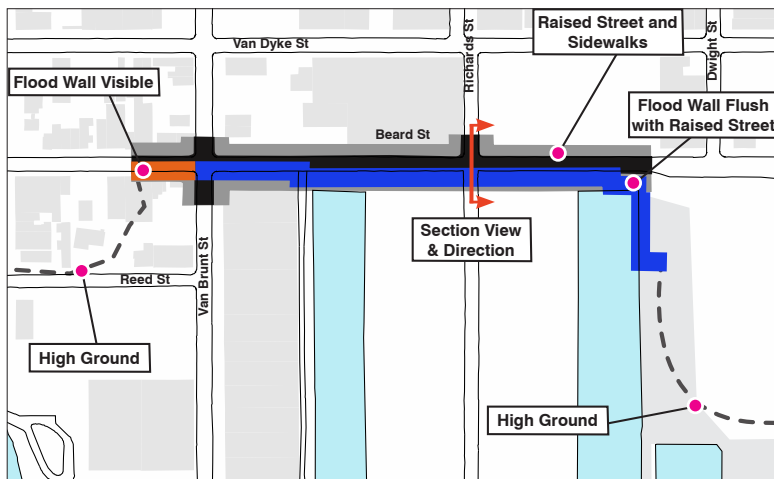 Raised Street and
Sidewalks
Richards St
Dwight St
Van Dyke St
Flood Wall Visible
Flood Wall Flush
with Raised Street
Beard St
Section View
& Direction
Reed St
Van Brunt St
High Ground
High Ground